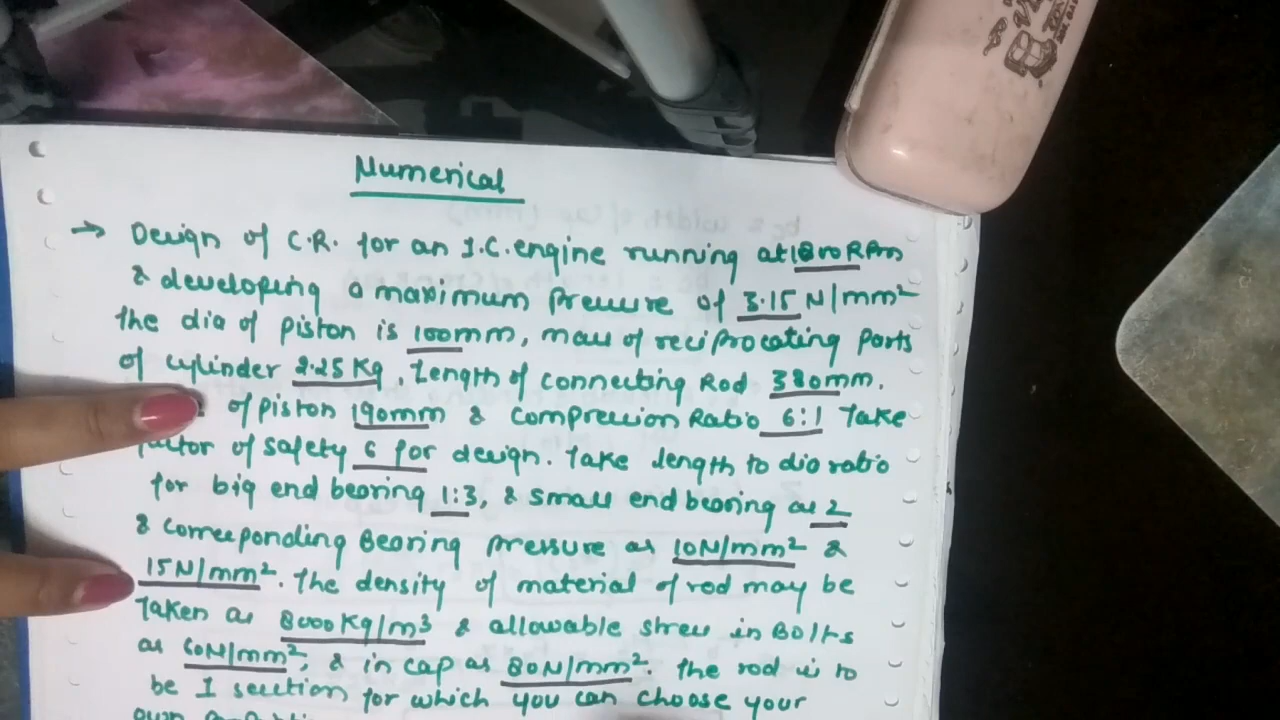 Numerical
→ Design of C.R. for an I.C. engine running at 1800 RPm
& developing a maximum pressure of 3.15 N/mm²
the dia of piston is 100mm, mass of reciprocating parts
of cylinder 2.25 Kg, Length of connecting Rod 380mm.
of piston 190mm & compression Ratio 6:1 Take
factor of safety 6 for design. Take length to dia ratio
for big end bearing 1:3, & small end bearing as 2
& corresponding Bearing pressure as 10N/mm² &
15N/mm². the density of material of rod may be
Taken as 8000Kg/m3 & allowable stress in Bolts
as 60N/mm², & in cap as 80N/mm². the rod is to
be I section for which you can choose your
own